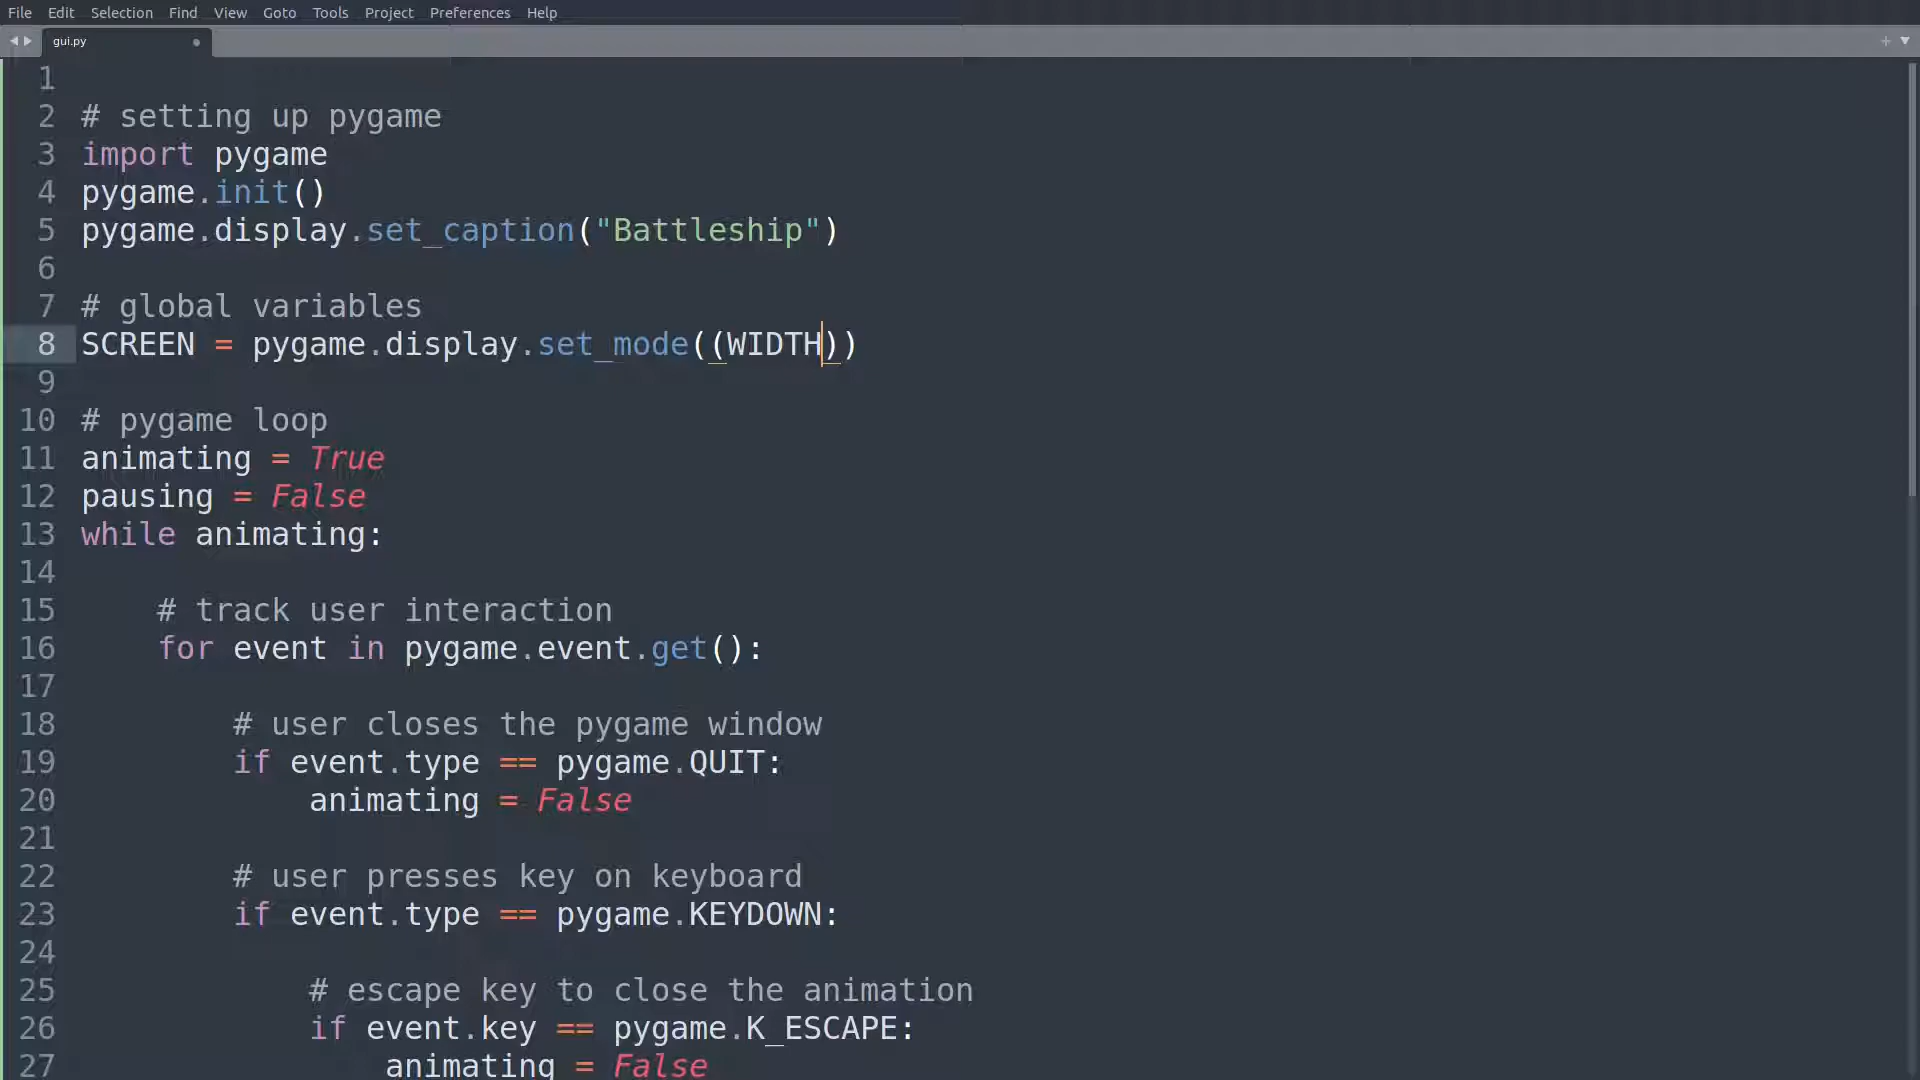 File Edit Selection Find View Goto Tools Project Preferences Help
gui.py
1
2 # setting up pygame
3 import pygame
4 pygame.init()
5 pygame.display.set_caption("Battleship")
6
7 # global variables
8 SCREEN = pygame.display.set_mode((WIDTH))
9
10 # pygame loop
11 animating = True
12 pausing = False
13 while animating:
14
15     # track user interaction
16     for event in pygame.event.get():
17
18         # user closes the pygame window
19         if event.type == pygame.QUIT:
20             animating = False
21
22         # user presses key on keyboard
23         if event.type == pygame.KEYDOWN:
24
25             # escape key to close the animation
26             if event.key == pygame.K_ESCAPE:
27                 animating = False